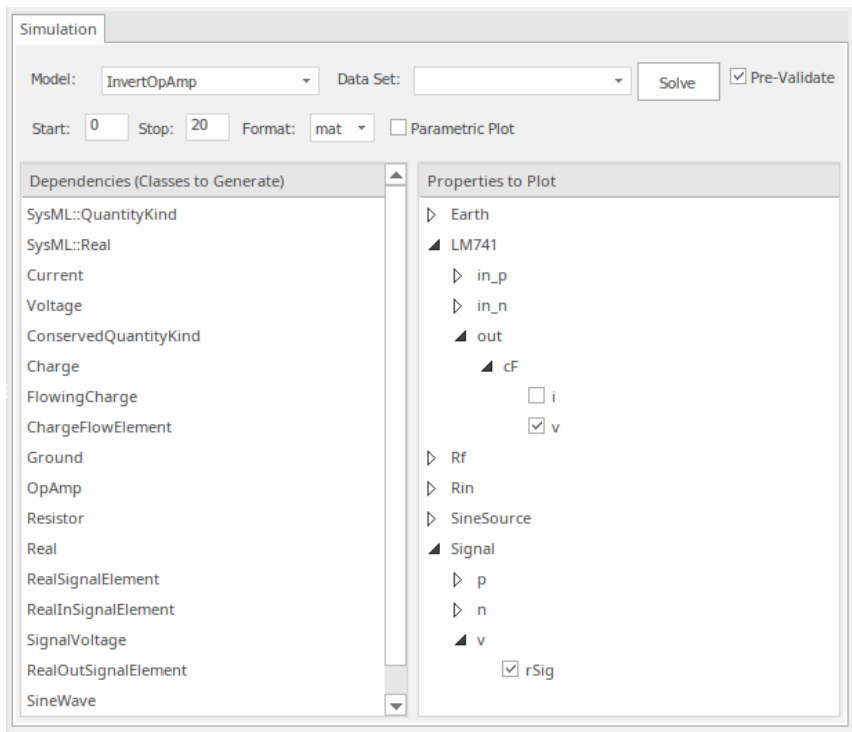 Simulation
Model: InvertOpAmp Data Set: Solve Pre-Validate
Start: 0 Stop: 20 Format: mat Parametric Plot
Dependencies (Classes to Generate)
SysML::QuantityKind
SysML::Real
Current
Voltage
ConservedQuantityKind
Charge
FlowingCharge
ChargeFlowElement
Ground
OpAmp
Resistor
Real
RealSignalElement
RealInSignalElement
SignalVoltage
RealOutSignalElement
SineWave
Properties to Plot
Earth
LM741
in_p
in_n
out
cF
i
v
Rf
Rin
SineSource
Signal
p
n
v
rSig